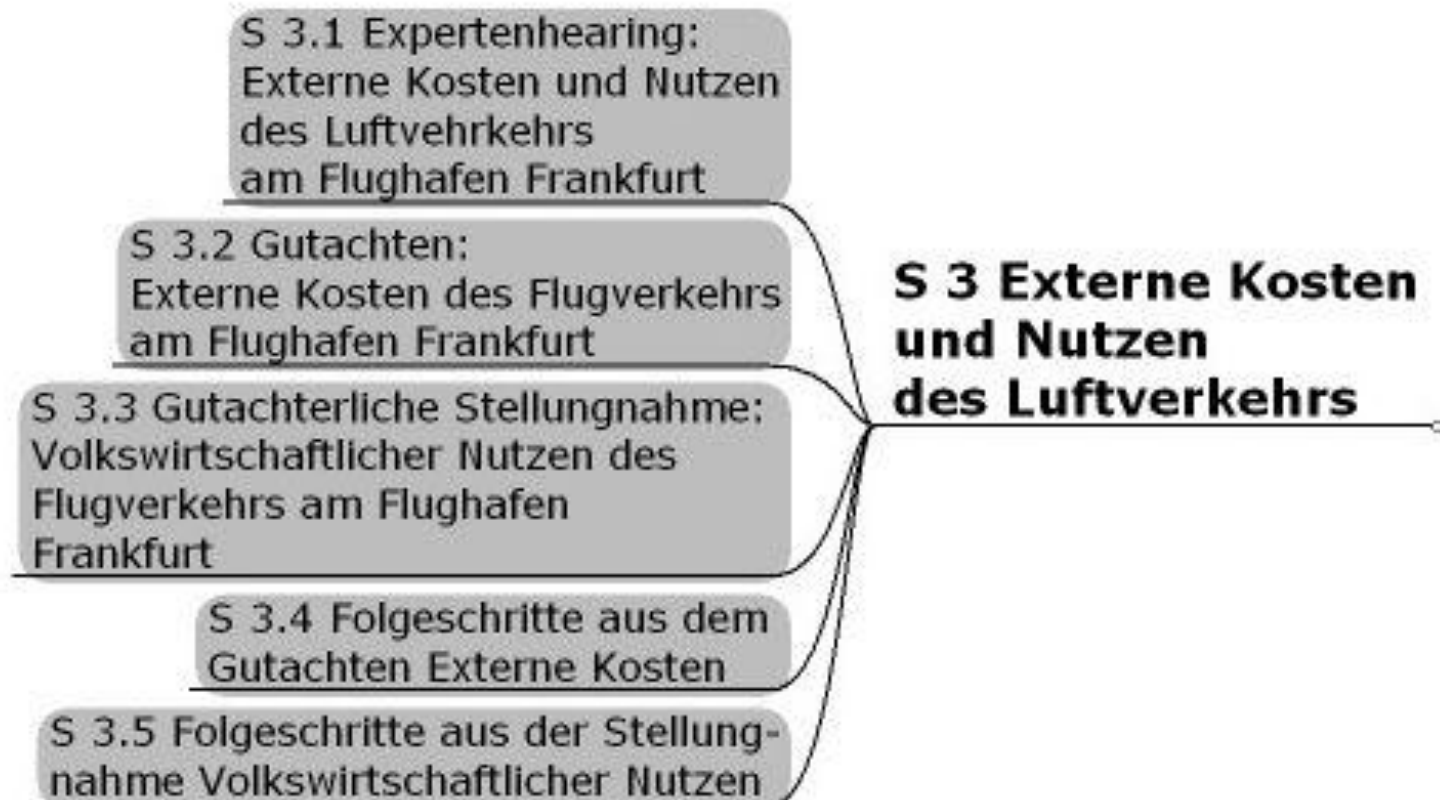 S 3.1 Expertenhearing:
Externe Kosten und Nutzen
des Luftvehrkehrs
am Flughafen Frankfurt
S 3.2 Gutachten:
Externe Kosten des Flugverkehrs
am Flughafen Frankfurt
S 3.3 Gutachterliche Stellungnahme:
Volkswirtschaftlicher Nutzen des
Flugverkehrs am Flughafen
Frankfurt
S 3.4 Folgeschritte aus dem
Gutachten Externe Kosten
S 3.5 Folgeschritte aus der Stellung-
nahme Volkswirtschaftlicher Nutzen
S 3 Externe Kosten
und Nutzen
des Luftverkehrs